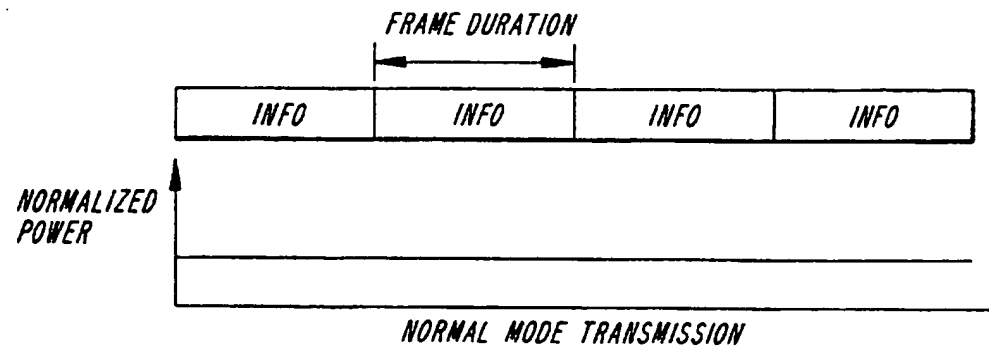 FRAME DURATION
INFO INFO INFO INFO
NORMALIZED
POWER
NORMAL MODE TRANSMISSION